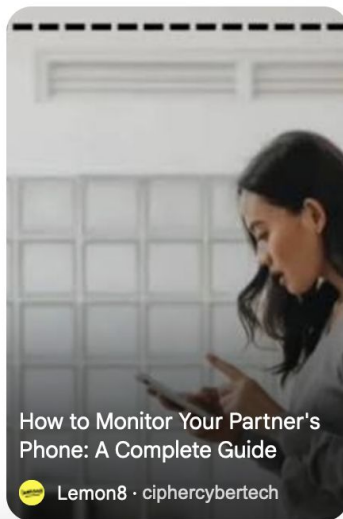 How to Monitor Your Partner's
Phone: A Complete Guide
Lemon8 · ciphercybertech